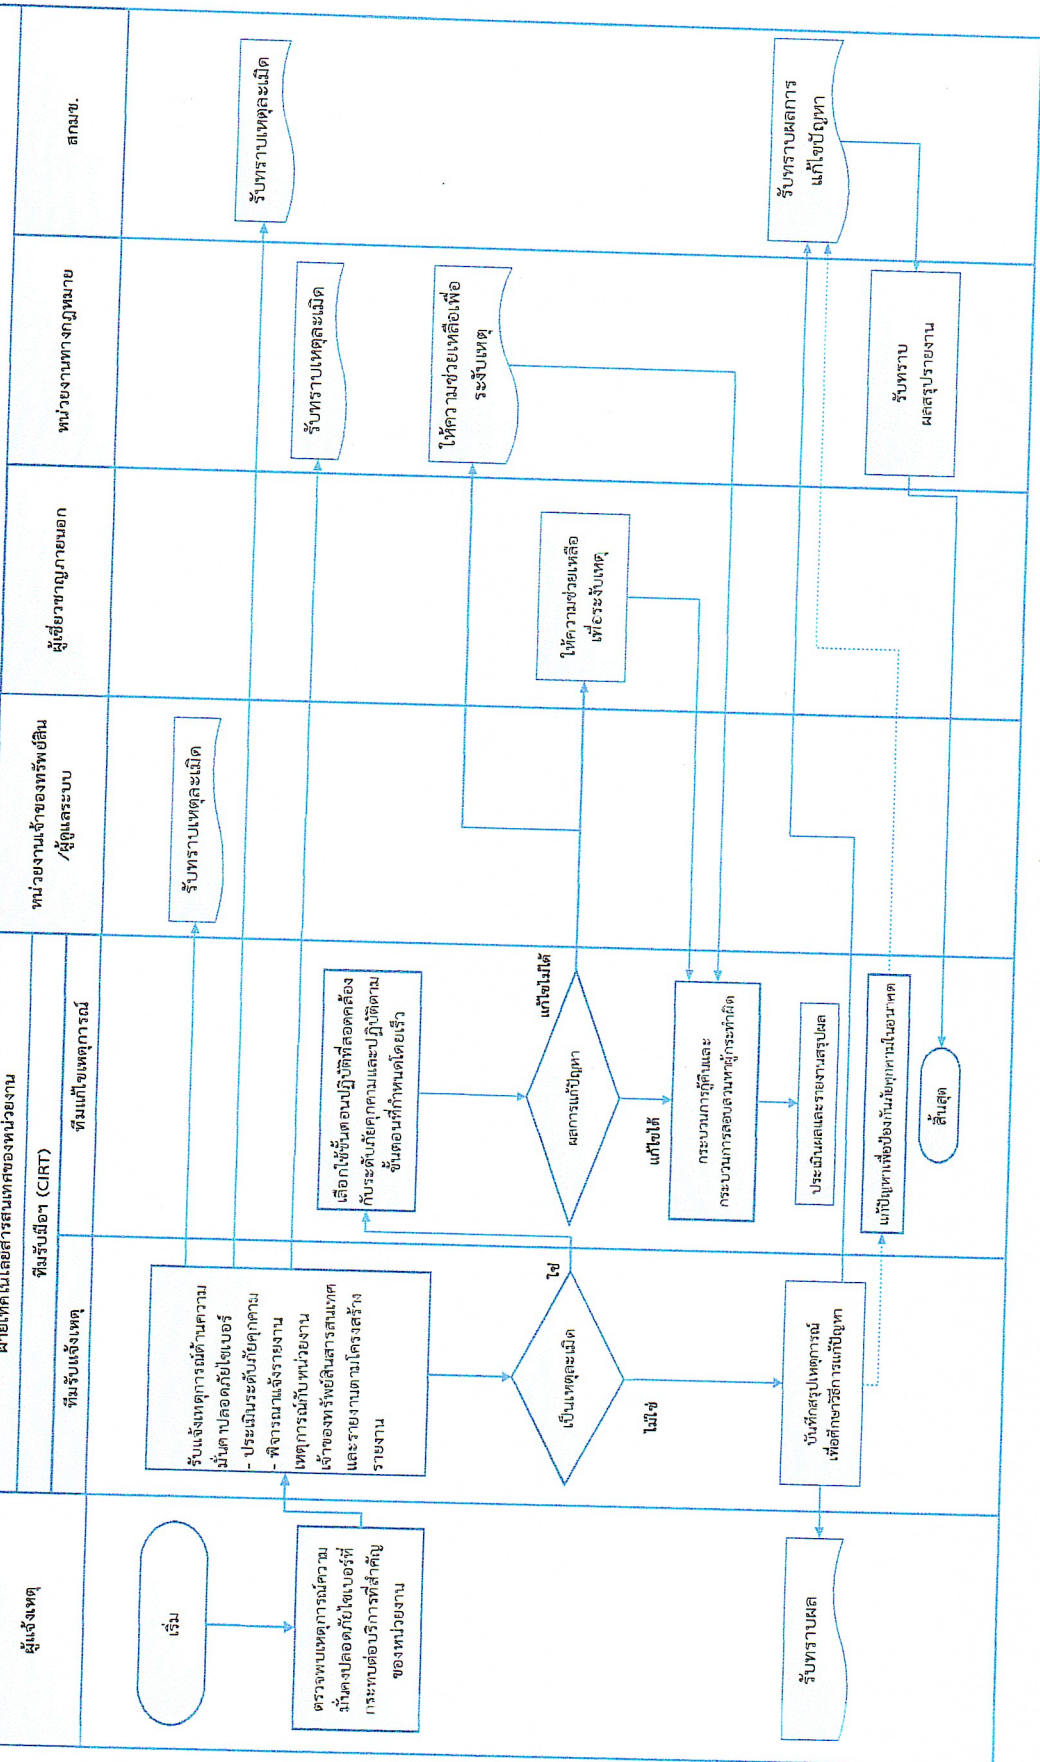 ผู้แจ้งเหตุ
ฝ่ายเทคโนโลยีสารสนเทศของหน่วยงาน
ทีมรับมือฯ (CIRT)
ทีมรับแจ้งเหตุ
ทีมแก้ไขเหตุการณ์
หน่วยงานเจ้าของทรัพย์สิน
/ผู้ดูแลระบบ
ผู้เชี่ยวชาญภายนอก
หน่วยงานทางกฎหมาย
สกมช.
เริ่ม
ตรวจพบเหตุการณ์ความ
มั่นคงปลอดภัยไซเบอร์ที่
กระทบต่อบริการที่สำคัญ
ของหน่วยงาน
รับแจ้งเหตุการณ์ด้านความ
มั่นคงปลอดภัยไซเบอร์
- ประเมินระดับภัยคุกคาม
- พิจารณาแจ้งรายงาน
เหตุการณ์กับหน่วยงาน
เจ้าของทรัพย์สินสารสนเทศ
และรายงานตามโครงสร้าง
รายงาน
รับทราบเหตุละเมิด
รับทราบเหตุละเมิด
รับทราบเหตุละเมิด
เป็นเหตุละเมิด
ใช่
ไม่ใช่
เลือกใช้ขั้นตอนปฏิบัติที่สอดคล้อง
กับระดับภัยคุกคามและปฏิบัติตาม
ขั้นตอนที่กำหนดโดยเร็ว
ผลการแก้ปัญหา
แก้ไขไม่ได้
แก้ไขได้
ให้ความช่วยเหลือ
เพื่อระงับเหตุ
ให้ความช่วยเหลือเพื่อ
ระงับเหตุ
กระบวนการกู้คืนและ
กระบวนการสอบสวนหาผู้กระทำผิด
ประเมินผลและรายงานสรุปผล
บันทึกสรุปเหตุการณ์
เพื่อศึกษาวิธีการแก้ปัญหา
รับทราบผล
แก้ปัญหาเพื่อป้องกันภัยคุกคามในอนาคต
รับทราบผลการ
แก้ไขปัญหา
รับทราบ
ผลสรุปรายงาน
สิ้นสุด